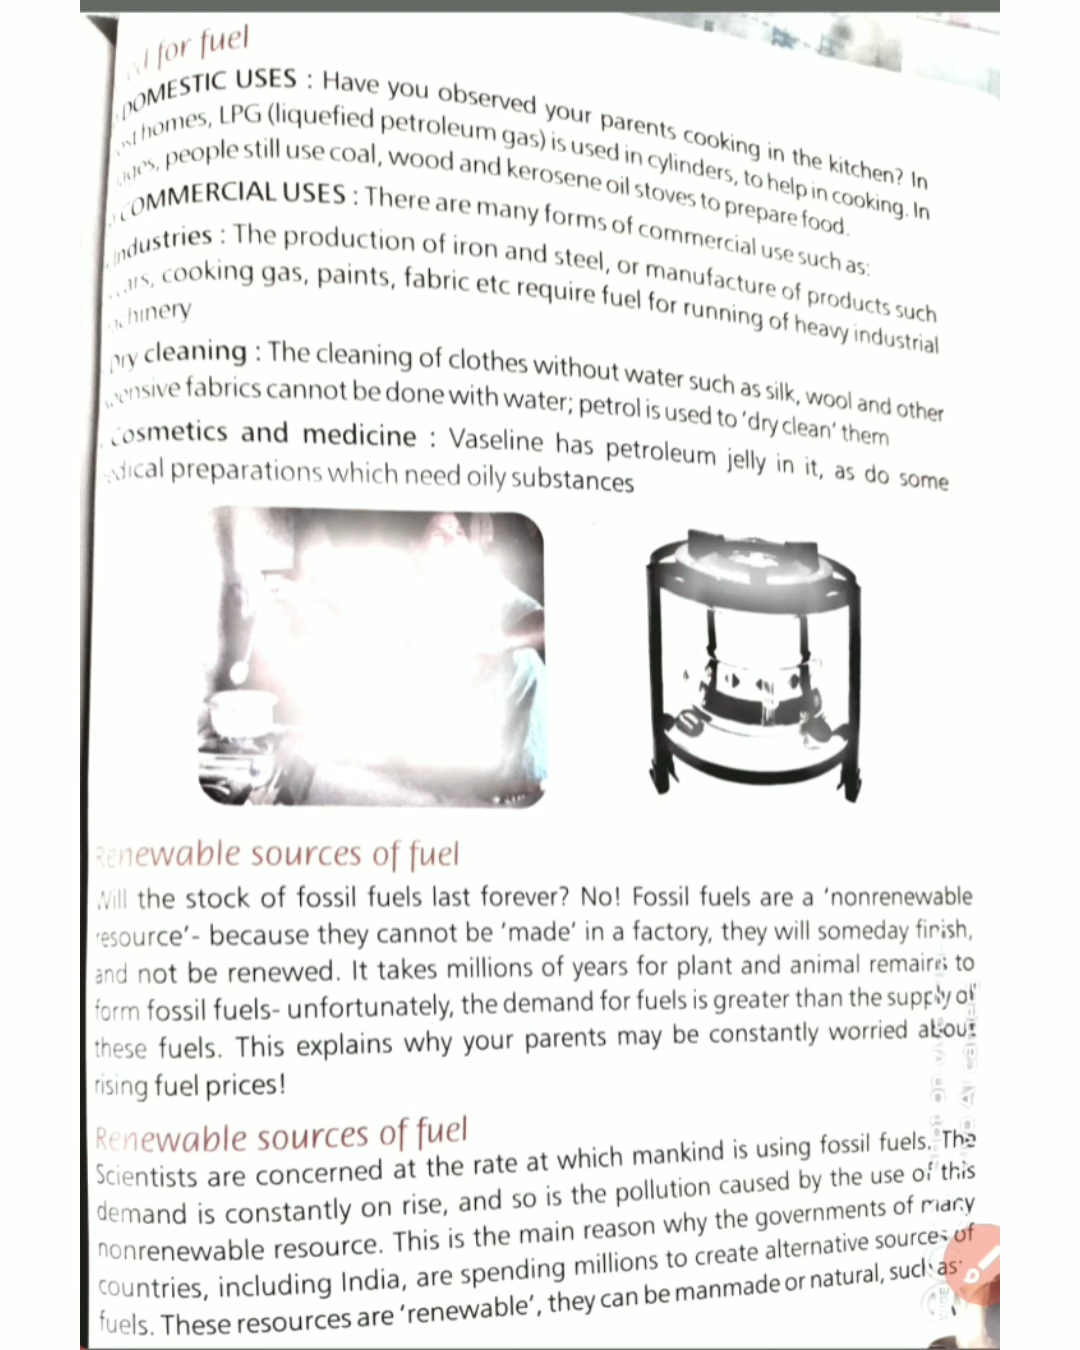 for fuel
DOMESTIC USES : Have you observed your parents cooking in the kitchen? In
homes, LPG (liquefied petroleum gas) is used in cylinders, to help in cooking. In
people still use coal, wood and kerosene oil stoves to prepare food.
COMMERCIAL USES : There are many forms of commercial use such as:
Industries : The production of iron and steel, or manufacture of products such
cooking gas, paints, fabric etc require fuel for running of heavy industrial
hinery
Dry cleaning : The cleaning of clothes without water such as silk, wool and other
fabrics cannot be done with water; petrol is used to 'dry clean' them
Cosmetics and medicine : Vaseline has petroleum jelly in it, as do some
preparations which need oily substances
Renewable sources of fuel
Will the stock of fossil fuels last forever? No! Fossil fuels are a 'nonrenewable
resource'- because they cannot be 'made' in a factory, they will someday finish,
and not be renewed. It takes millions of years for plant and animal remains to
form fossil fuels- unfortunately, the demand for fuels is greater than the supply of
these fuels. This explains why your parents may be constantly worried about
rising fuel prices!
Renewable sources of fuel
Scientists are concerned at the rate at which mankind is using fossil fuels. The
demand is constantly on rise, and so is the pollution caused by the use of this
nonrenewable resource. This is the main reason why the governments of many
countries, including India, are spending millions to create alternative sources of
fuels. These resources are 'renewable', they can be manmade or natural, such as: